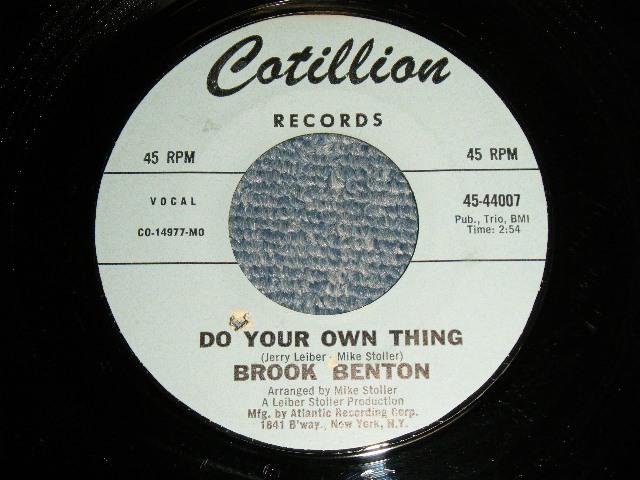 Cotillion
RECORDS
45 RPM
45 RPM
VOCAL
45-44007
Pub., Trio, BMI
CO-14977-MO
Time: 2:54
DO YOUR OWN THING
(Jerry Leiber - Mike Stoller)
BROOK BENTON
Arranged by Mike Stoller
A Leiber Stoller Production
Mfg. by Atlantic Recording Corp.
1841 B'way., New York, N.Y.